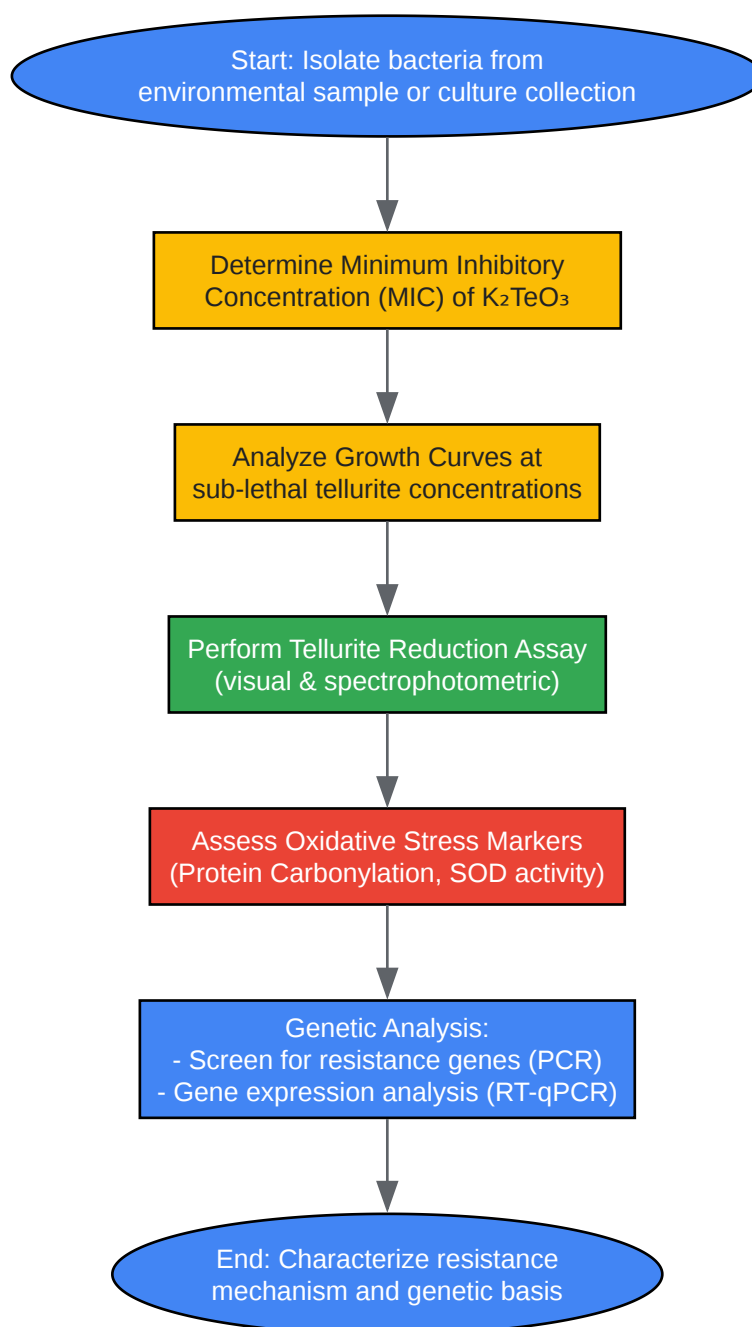 Start: Isolate bacteria from
environmental sample or culture collection
Determine Minimum Inhibitory
Concentration (MIC) of K₂TeO₃
Analyze Growth Curves at
sub-lethal tellurite concentrations
Perform Tellurite Reduction Assay
(visual & spectrophotometric)
Assess Oxidative Stress Markers
(Protein Carbonylation, SOD activity)
Genetic Analysis:
- Screen for resistance genes (PCR)
- Gene expression analysis (RT-qPCR)
End: Characterize resistance
mechanism and genetic basis